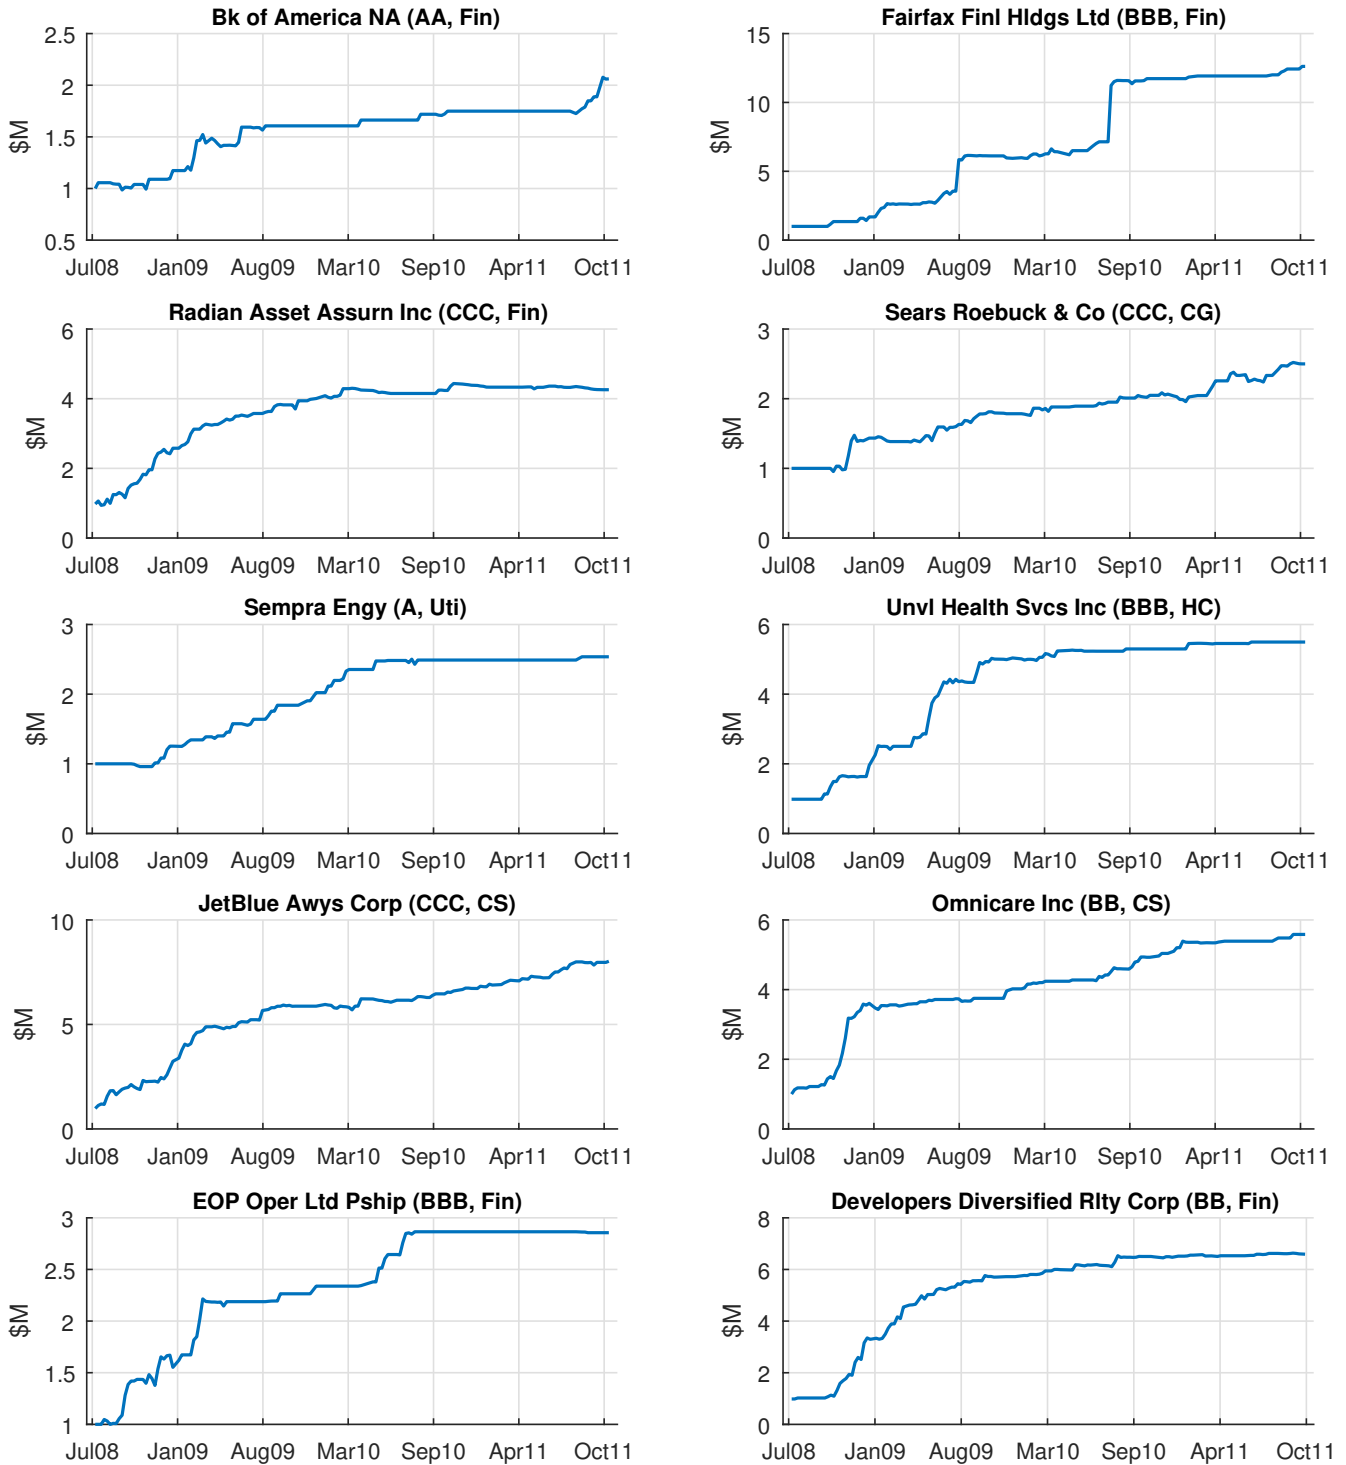 Bk of America NA (AA, Fin)
2.5
2
1.5
1
0.5
$M
Jul08 Jan09 Aug09 Mar10 Sep10 Apr11 Oct11
Fairfax Finl Hldgs Ltd (BBB, Fin)
15
10
5
0
$M
Jul08 Jan09 Aug09 Mar10 Sep10 Apr11 Oct11
Radian Asset Assurn Inc (CCC, Fin)
6
4
2
0
$M
Jul08 Jan09 Aug09 Mar10 Sep10 Apr11 Oct11
Sears Roebuck & Co (CCC, CG)
3
2
1
0
$M
Jul08 Jan09 Aug09 Mar10 Sep10 Apr11 Oct11
Sempra Engy (A, Uti)
3
2
1
0
$M
Jul08 Jan09 Aug09 Mar10 Sep10 Apr11 Oct11
Unvl Health Svcs Inc (BBB, HC)
6
4
2
0
$M
Jul08 Jan09 Aug09 Mar10 Sep10 Apr11 Oct11
JetBlue Awys Corp (CCC, CS)
10
5
0
$M
Jul08 Jan09 Aug09 Mar10 Sep10 Apr11 Oct11
Omnicare Inc (BB, CS)
6
4
2
0
$M
Jul08 Jan09 Aug09 Mar10 Sep10 Apr11 Oct11
EOP Oper Ltd Pship (BBB, Fin)
3
2.5
2
1.5
1
$M
Jul08 Jan09 Aug09 Mar10 Sep10 Apr11 Oct11
Developers Diversified Rlty Corp (BB, Fin)
8
6
4
2
0
$M
Jul08 Jan09 Aug09 Mar10 Sep10 Apr11 Oct11